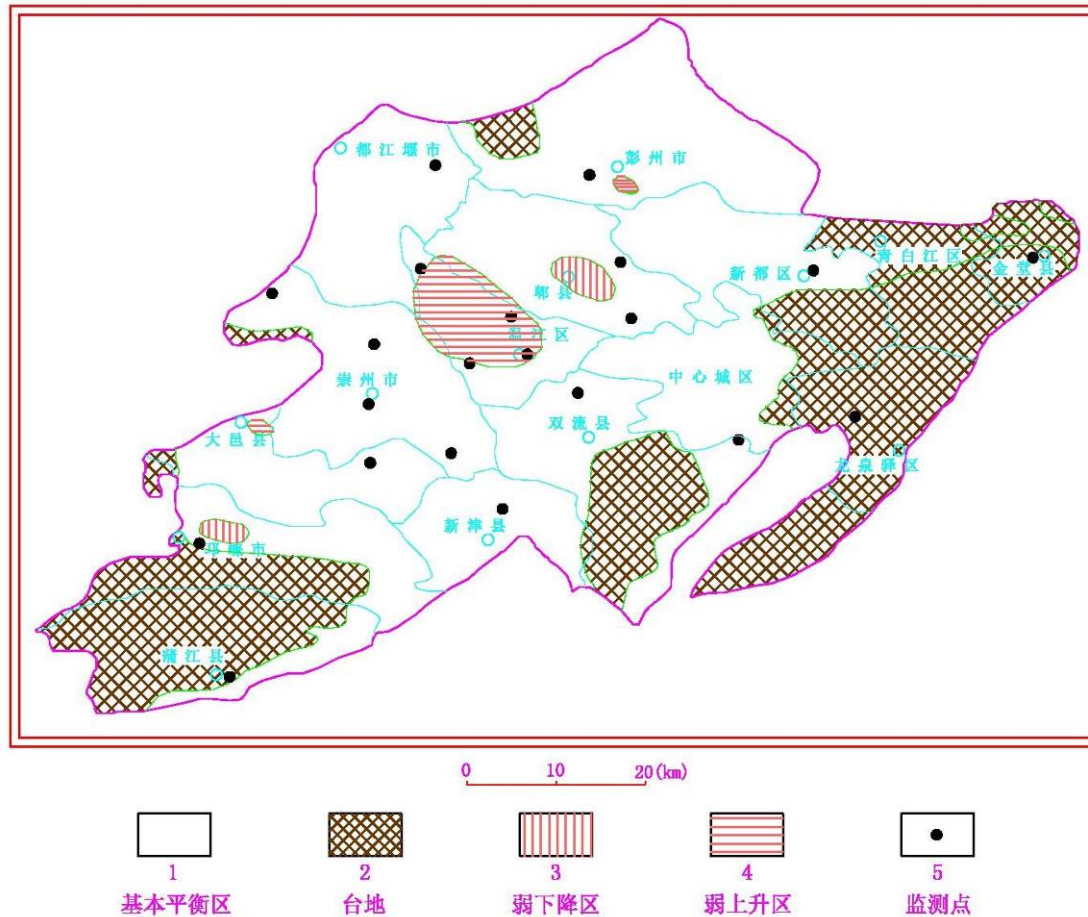 都江堰市
彭州市
青白江区
金堂县
新都区
郫县
温江区
中心城区
崇州市
双流县
大邑县
龙泉驿区
新津县
邛崃市
蒲江县
0 10 20(km)
1 2 3 4 5
基本平衡区 台地 弱下降区 弱上升区 监测点